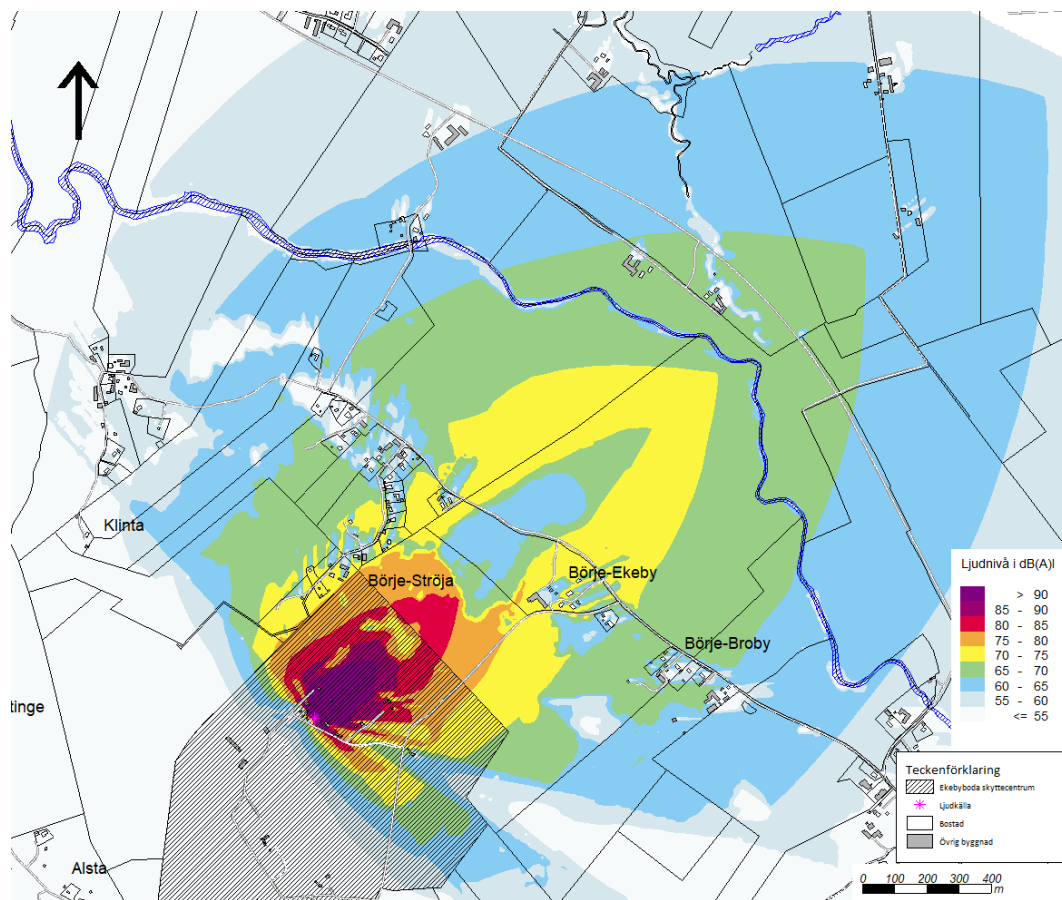 Klinta
Börje-Ströja
Börje-Ekeby
Börje-Broby
tinge
Alsta
Ljudnivå i dB(A)I
> 90
85 - 90
80 - 85
75 - 80
70 - 75
65 - 70
60 - 65
55 - 60
<= 55
Teckenförklaring
Ekebyboda skyttecentrum
Ljudkälla
Bostad
Övrig byggnad
0 100 200 300 400
m